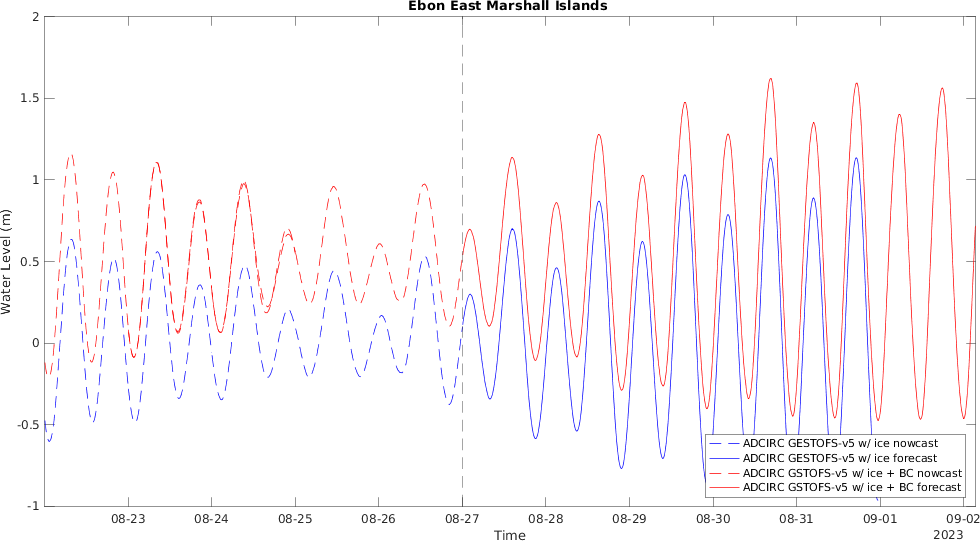 Ebon East Marshall Islands
Water Level (m)
2
1.5
1
0.5
0
-0.5
-1
ADCIRC GESTOFS-v5 w/ ice nowcast
ADCIRC GESTOFS-v5 w/ ice forecast
ADCIRC GSTOFS-v5 w/ ice + BC nowcast
ADCIRC GSTOFS-v5 w/ ice + BC forecast
08-23 08-24 08-25 08-26 08-27 08-28 08-29 08-30 08-31 09-01 09-02
Time
2023